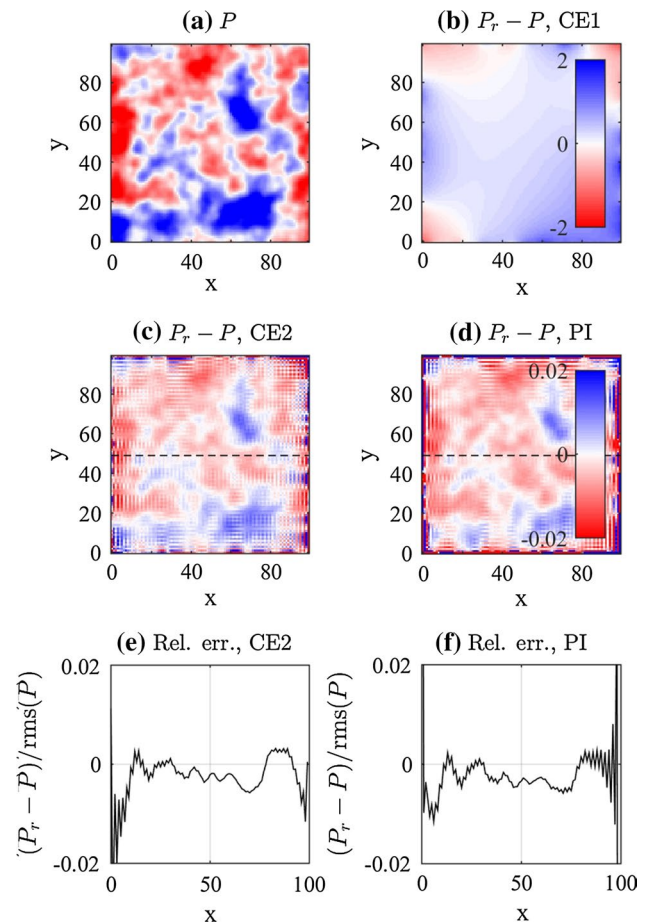 (a) P
(b) P_r − P, CE1
80
60
40
20
0
y
0 40 80
x
80
60
40
20
0
y
0 40 80
x
2
0
-2
(c) P_r − P, CE2
(d) P_r − P, PI
80
60
40
20
0
y
0 40 80
x
80
60
40
20
0
y
0 40 80
x
0.02
0
-0.02
(e) Rel. err., CE2
(f) Rel. err., PI
0.02
0
-0.02
(P_r − P)/rms(P)
0 50 100
x
0.02
0
-0.02
(P_r − P)/rms(P)
0 50 100
x